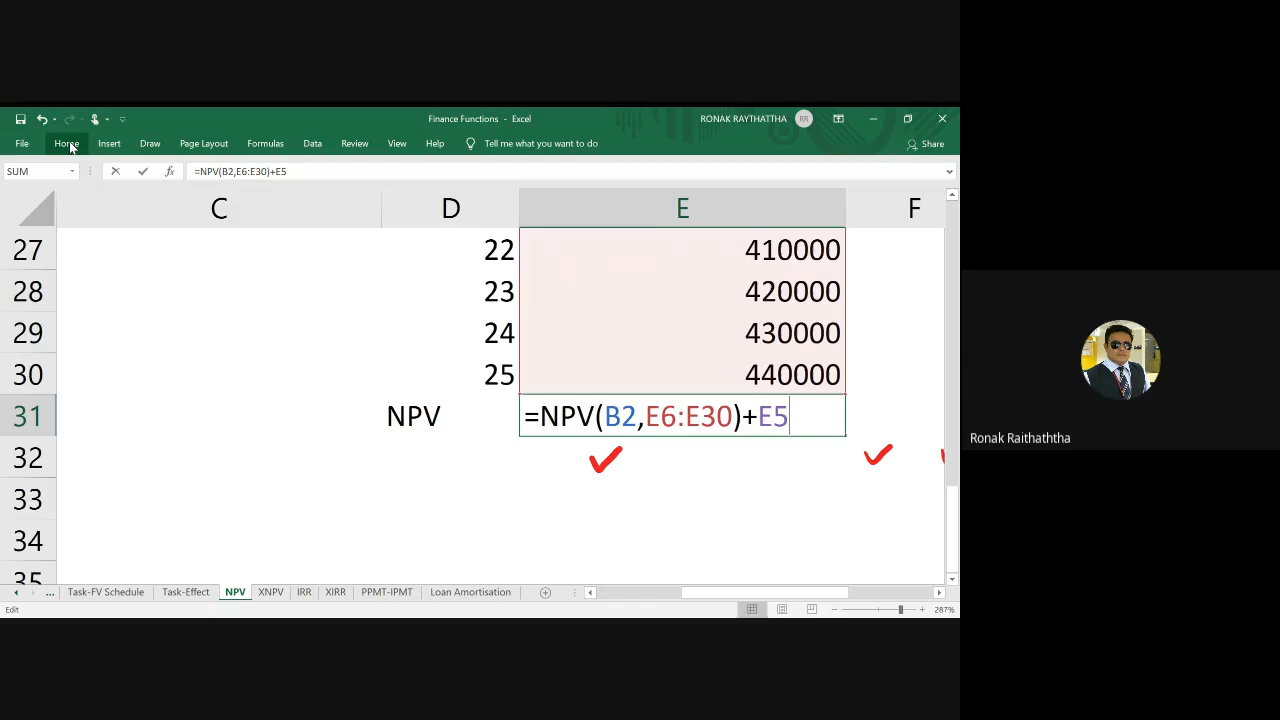 Finance Functions - Excel
RONAK RAYTHATTHA
RR
File
Home
Insert
Draw
Page Layout
Formulas
Data
Review
View
Help
Tell me what you want to do
Share
SUM
fx
=NPV(B2,E6:E30)+E5
C
D
E
F
27
22
410000
28
23
420000
29
24
430000
30
25
440000
31
NPV
=NPV(B2,E6:E30)+E5
32
33
34
35
...
Task-FV Schedule
Task-Effect
NPV
XNPV
IRR
XIRR
PPMT-IPMT
Loan Amortisation
Edit
287%
Ronak Raithaththa